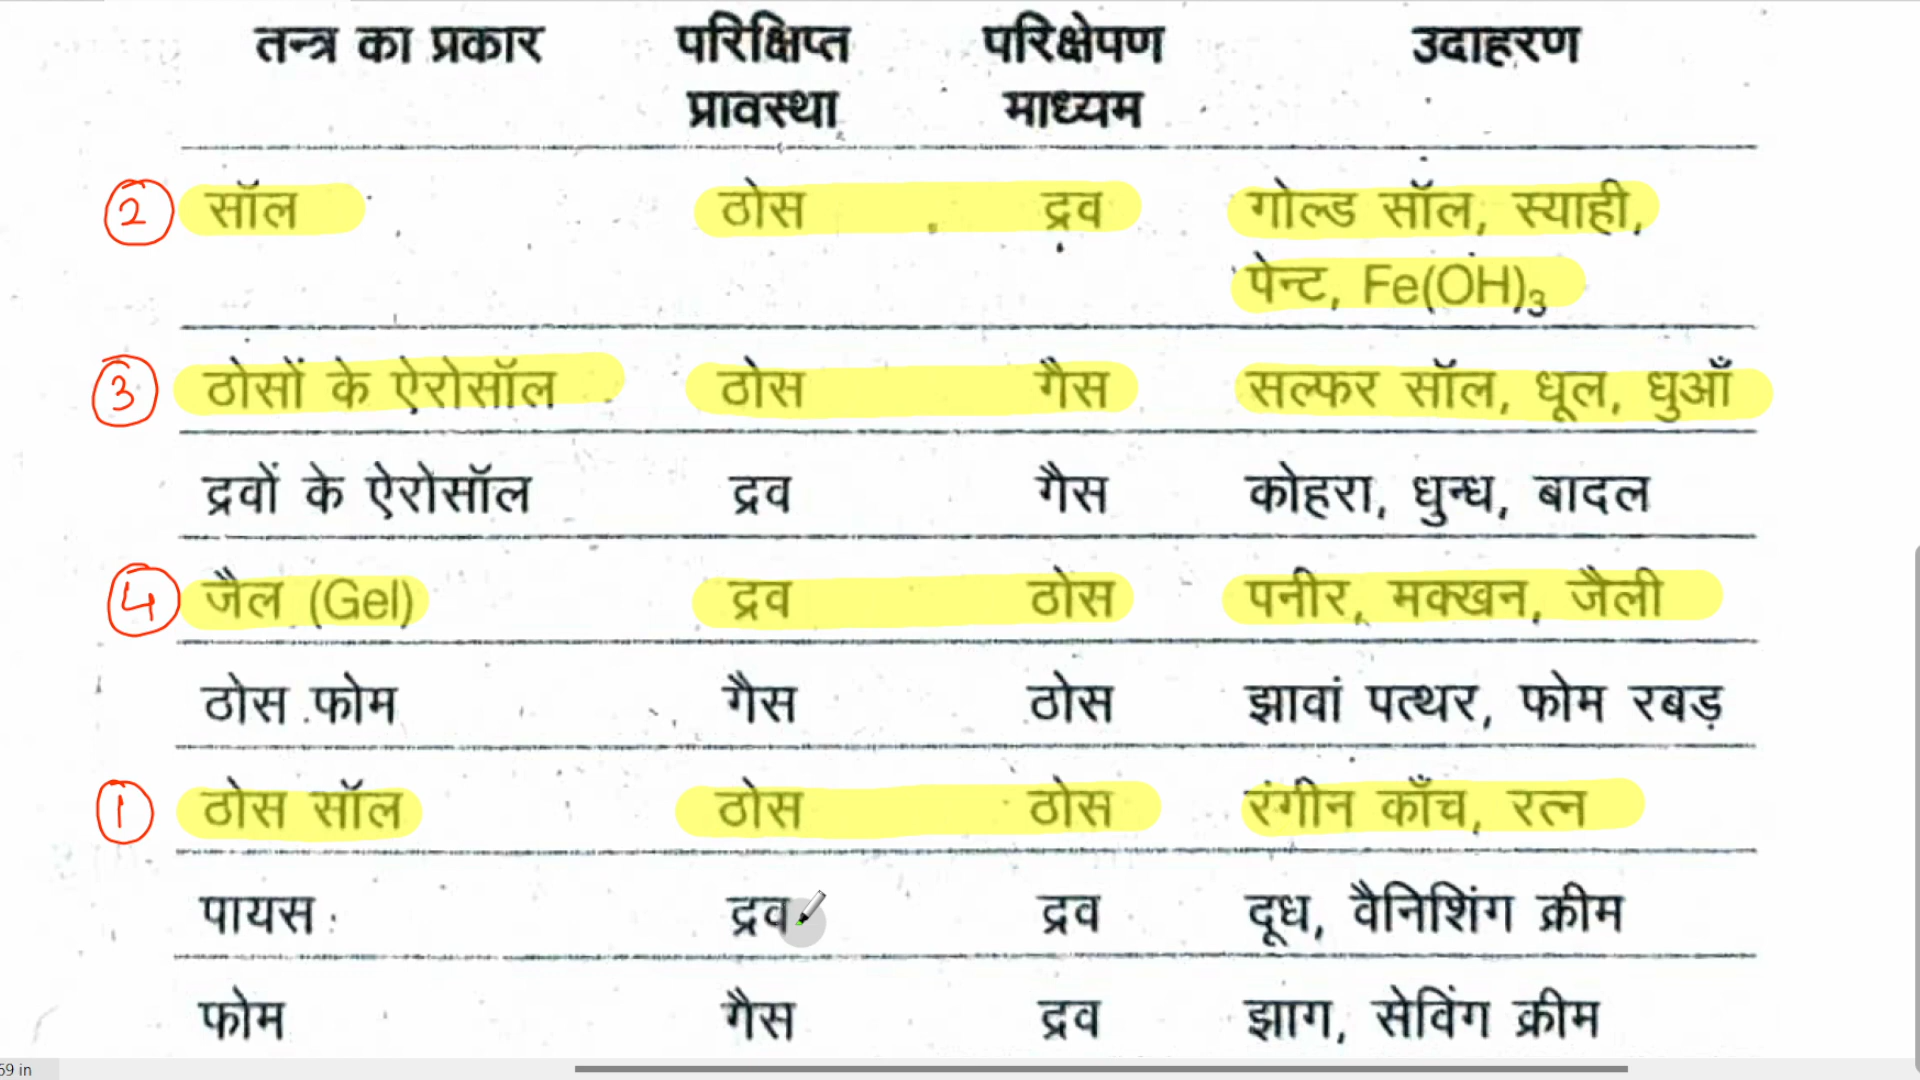 तन्त्र का प्रकार परिक्षिप्त परिक्षेपण उदाहरण
प्रावस्था माध्यम
2 सॉल ठोस द्रव गोल्ड सॉल, स्याही,
पेन्ट, Fe(OH)₃
3 ठोसों के ऐरोसॉल ठोस गैस सल्फर सॉल, धूल, धुआँ
द्रवों के ऐरोसॉल द्रव गैस कोहरा, धुन्ध, बादल
4 जैल (Gel) द्रव ठोस पनीर, मक्खन, जैली
ठोस फोम गैस ठोस झावां पत्थर, फोम रबड़
1 ठोस सॉल ठोस ठोस रंगीन काँच, रत्न
पायस द्रव द्रव दूध, वैनिशिंग क्रीम
फोम गैस द्रव झाग, सेविंग क्रीम
69 in